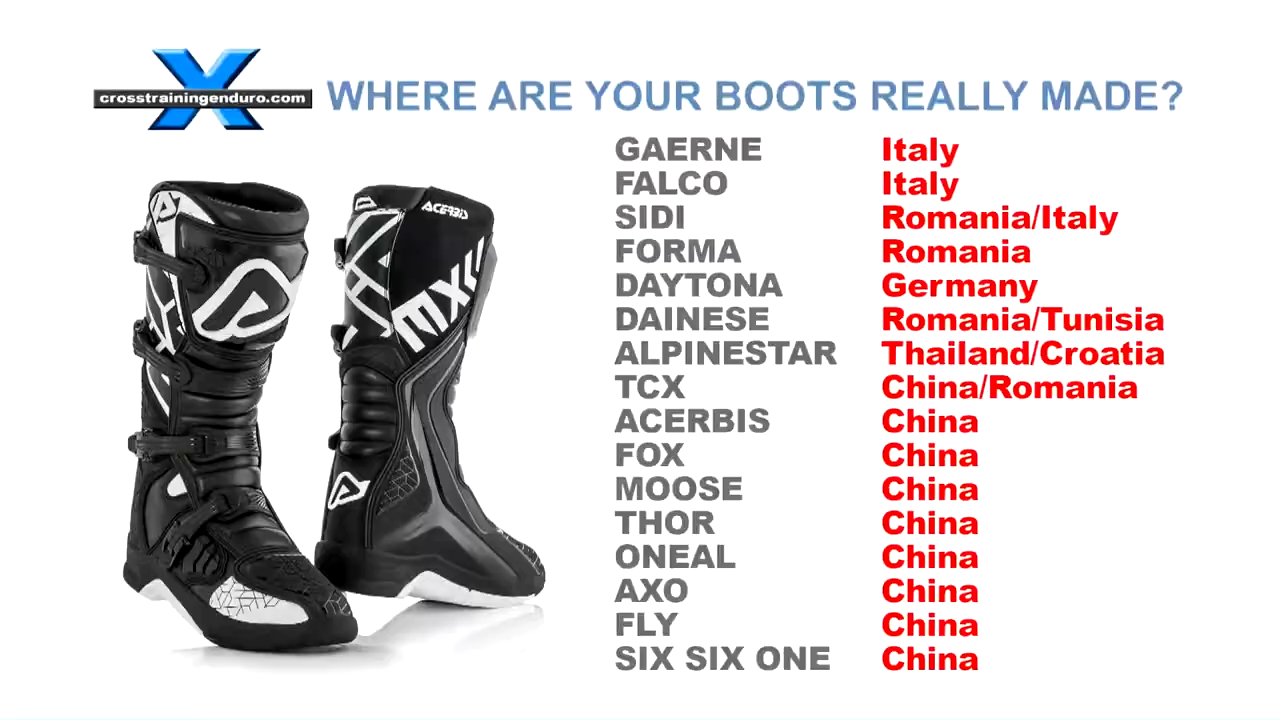 crosstrainingenduro.com
WHERE ARE YOUR BOOTS REALLY MADE?
GAERNE Italy
FALCO Italy
SIDI Romania/Italy
FORMA Romania
DAYTONA Germany
DAINESE Romania/Tunisia
ALPINESTAR Thailand/Croatia
TCX China/Romania
ACERBIS China
FOX China
MOOSE China
THOR China
ONEAL China
AXO China
FLY China
SIX SIX ONE China
ACERBIS
MX